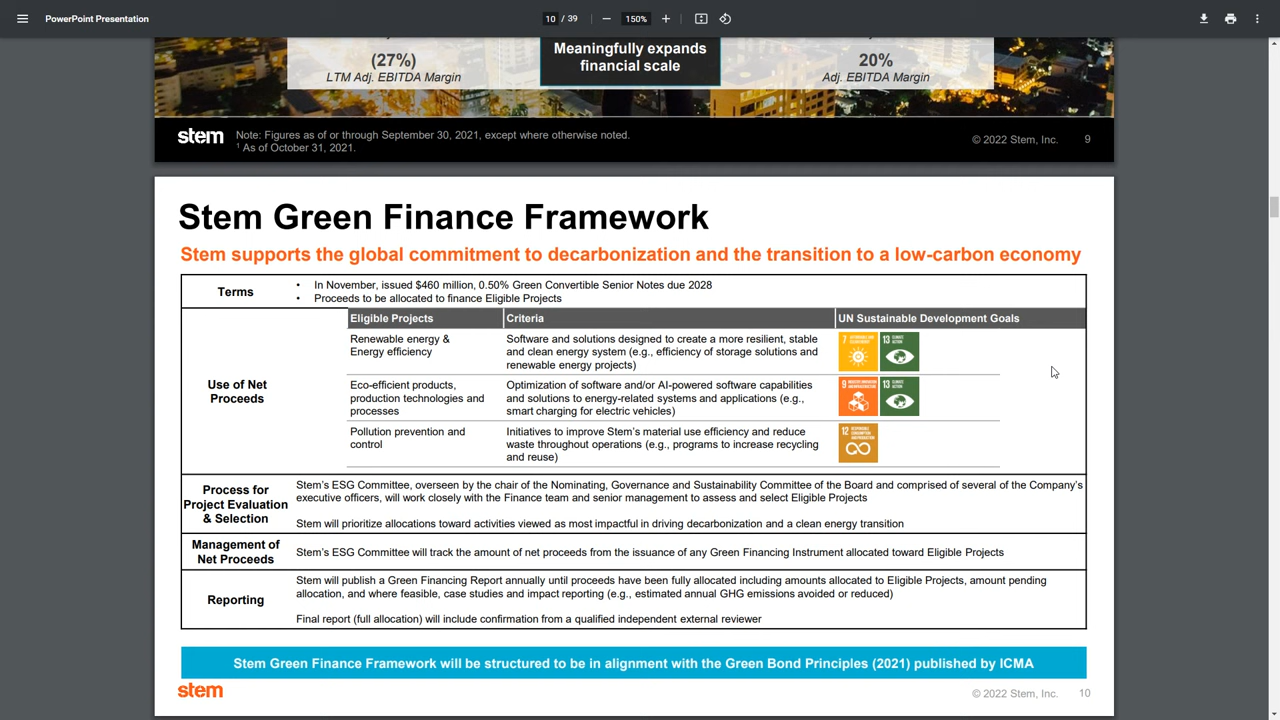 PowerPoint Presentation
10 / 39
150%
(27%)
LTM Adj. EBITDA Margin
Meaningfully expands
financial scale
20%
Adj. EBITDA Margin
stem
Note: Figures as of or through September 30, 2021, except where otherwise noted.
1 As of October 31, 2021.
© 2022 Stem, Inc.
9
Stem Green Finance Framework
Stem supports the global commitment to decarbonization and the transition to a low-carbon economy
Terms
• In November, issued $460 million, 0.50% Green Convertible Senior Notes due 2028
• Proceeds to be allocated to finance Eligible Projects
Use of Net
Proceeds
Eligible Projects
Criteria
UN Sustainable Development Goals
Renewable energy &
Energy efficiency
Software and solutions designed to create a more resilient, stable
and clean energy system (e.g., efficiency of storage solutions and
renewable energy projects)
7
13 CLIMATE
ACTION
Eco-efficient products,
production technologies and
processes
Optimization of software and/or AI-powered software capabilities
and solutions to energy-related systems and applications (e.g.,
smart charging for electric vehicles)
9
13 CLIMATE
ACTION
Pollution prevention and
control
Initiatives to improve Stem's material use efficiency and reduce
waste throughout operations (e.g., programs to increase recycling
and reuse)
12 RESPONSIBLE
CONSUMPTION
AND PRODUCTION
Process for
Project Evaluation
& Selection
Stem's ESG Committee, overseen by the chair of the Nominating, Governance and Sustainability Committee of the Board and comprised of several of the Company's
executive officers, will work closely with the Finance team and senior management to assess and select Eligible Projects
Stem will prioritize allocations toward activities viewed as most impactful in driving decarbonization and a clean energy transition
Management of
Net Proceeds
Stem's ESG Committee will track the amount of net proceeds from the issuance of any Green Financing Instrument allocated toward Eligible Projects
Reporting
Stem will publish a Green Financing Report annually until proceeds have been fully allocated including amounts allocated to Eligible Projects, amount pending
allocation, and where feasible, case studies and impact reporting (e.g., estimated annual GHG emissions avoided or reduced)
Final report (full allocation) will include confirmation from a qualified independent external reviewer
Stem Green Finance Framework will be structured to be in alignment with the Green Bond Principles (2021) published by ICMA
stem
© 2022 Stem, Inc.
10